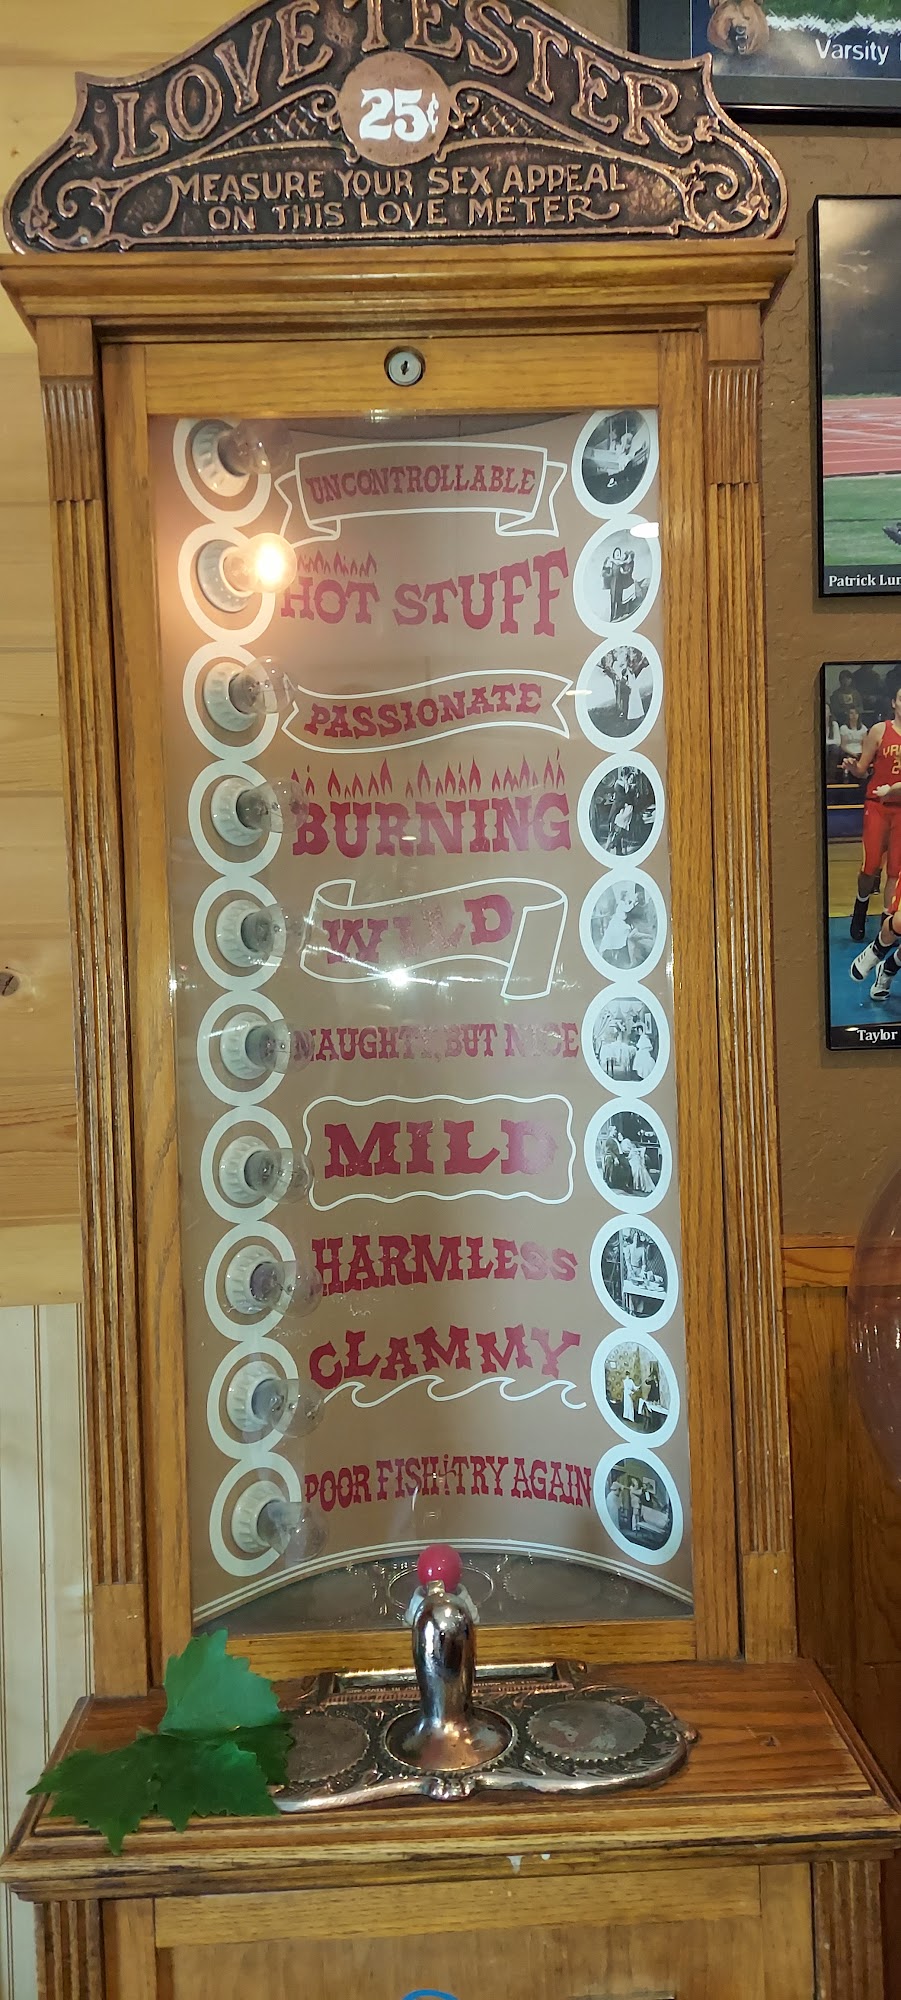 LOVE TESTER
25¢
MEASURE YOUR SEX APPEAL
ON THIS LOVE METER
Varsity
UNCONTROLLABLE
HOT STUFF
Patrick Lun
PASSIONATE
BURNING
WILD
NAUGHTY, BUT NICE
Taylor
MILD
HARMLESS
CLAMMY
POOR FISH-TRY AGAIN